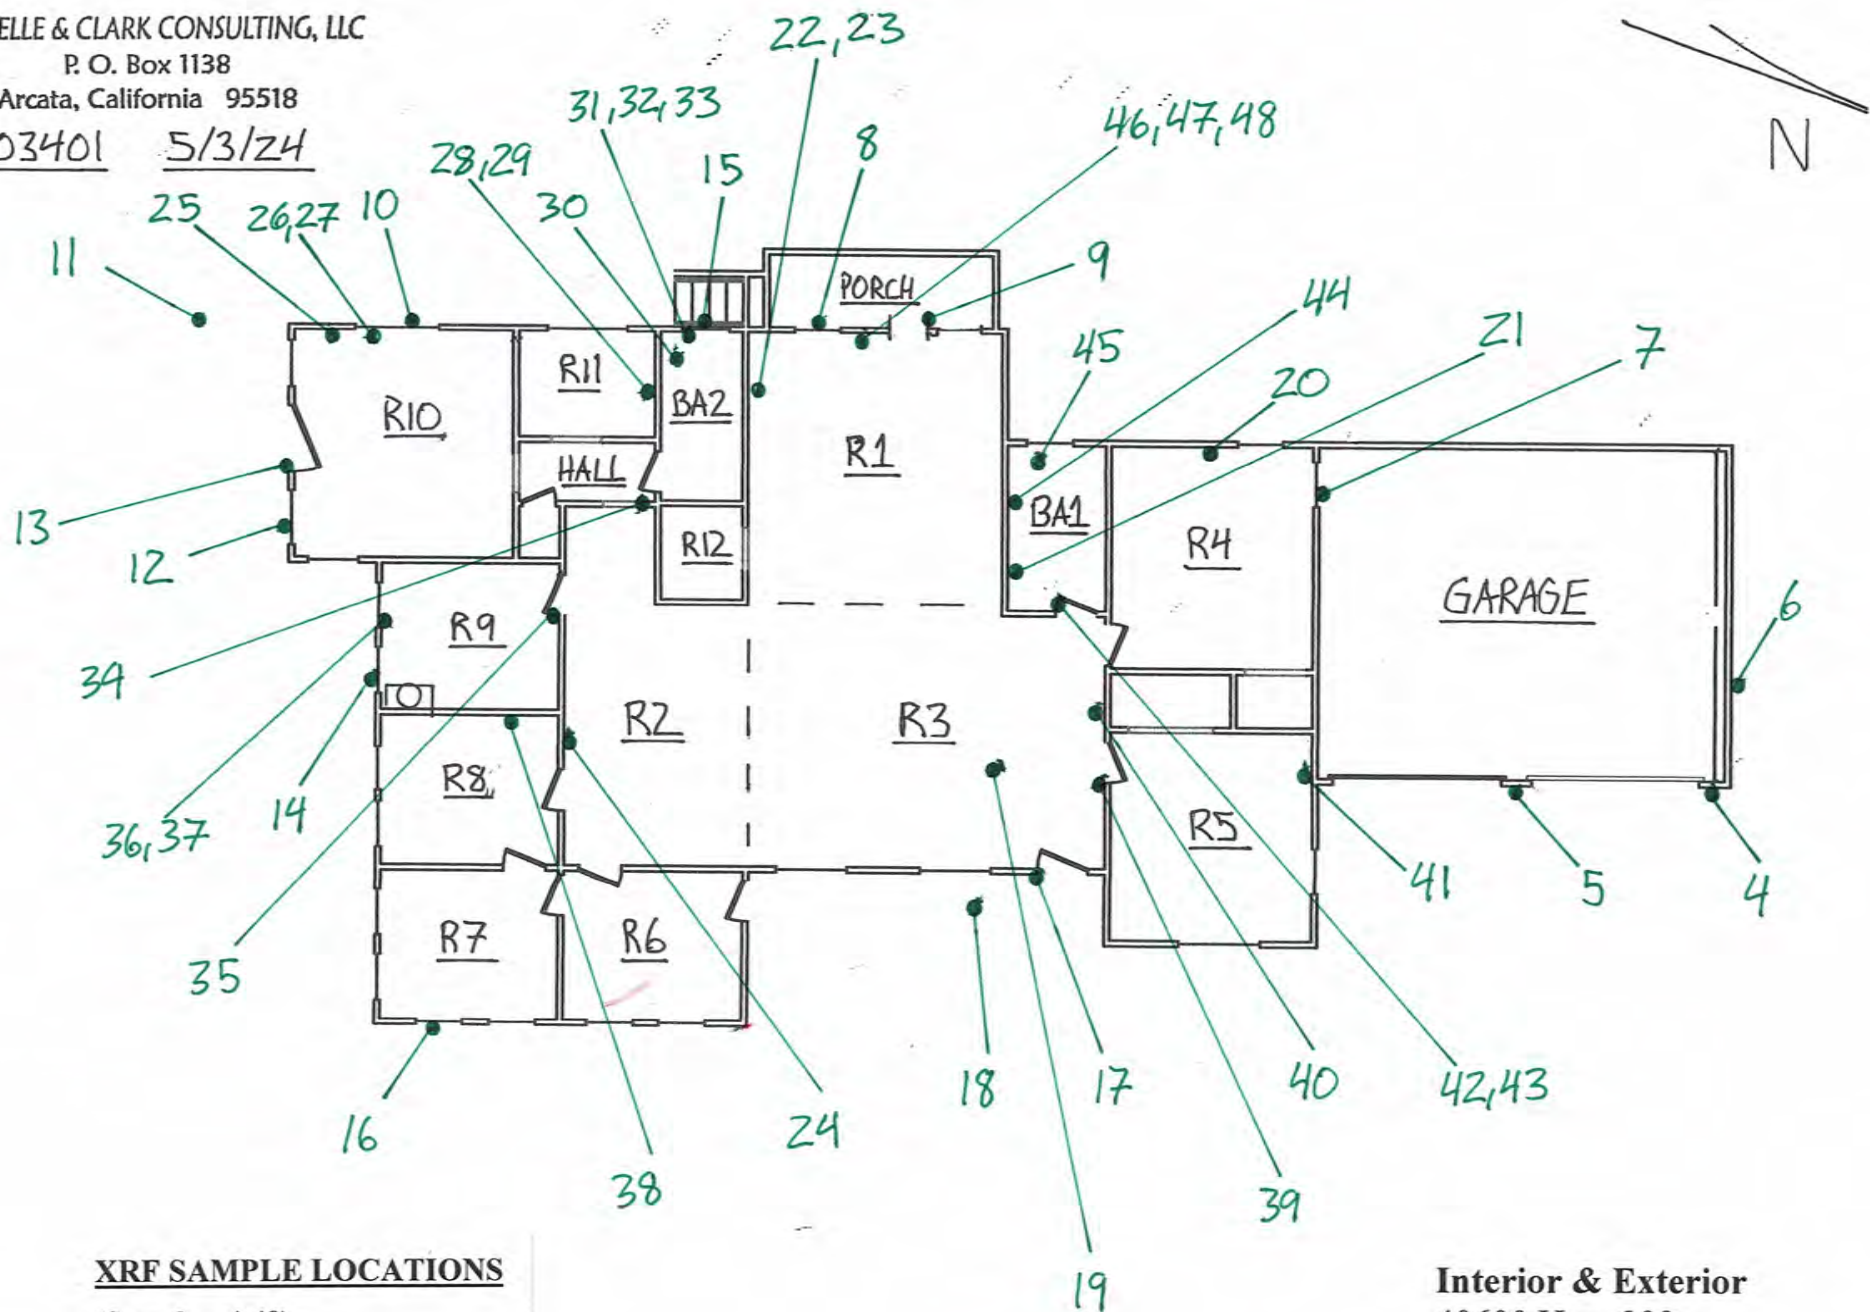 ELLE & CLARK CONSULTING, LLC
P. O. Box 1138
Arcata, California 95518
03401 5/3/24
22,23
31,32,33
46,47,48
N
28,29
15
8
25
26,27
10
30
11
9
PORCH
44
45
21
7
20
R11
BA2
R10
R1
HALL
BA1
R12
R4
13
12
GARAGE
6
R9
34
R2
R3
R8
14
36,37
R5
41
5
4
R7
R6
35
18
17
40
42,43
16
24
38
39
19
XRF SAMPLE LOCATIONS
Interior & Exterior